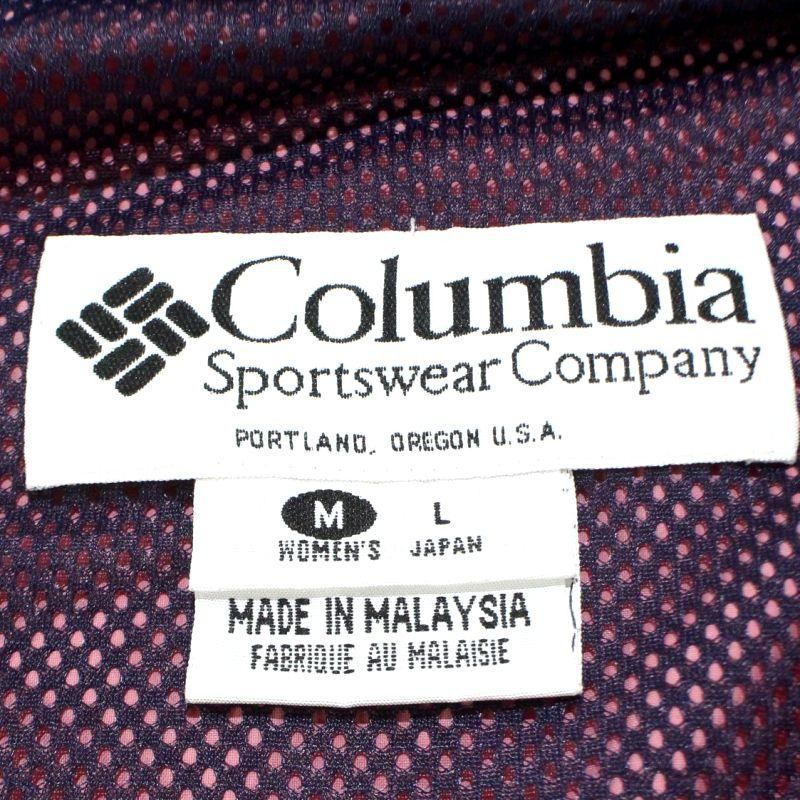 Columbia
Sportswear Company
PORTLAND, OREGON U.S.A.
M L
WOMEN'S JAPAN
MADE IN MALAYSIA
FABRIQUE AU MALAISIE